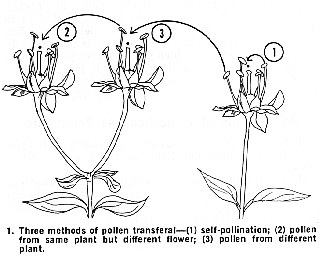 2
3
1
1. Three methods of pollen transferal—(1) self-pollination; (2) pollen
from same plant but different flower; (3) pollen from different
plant.